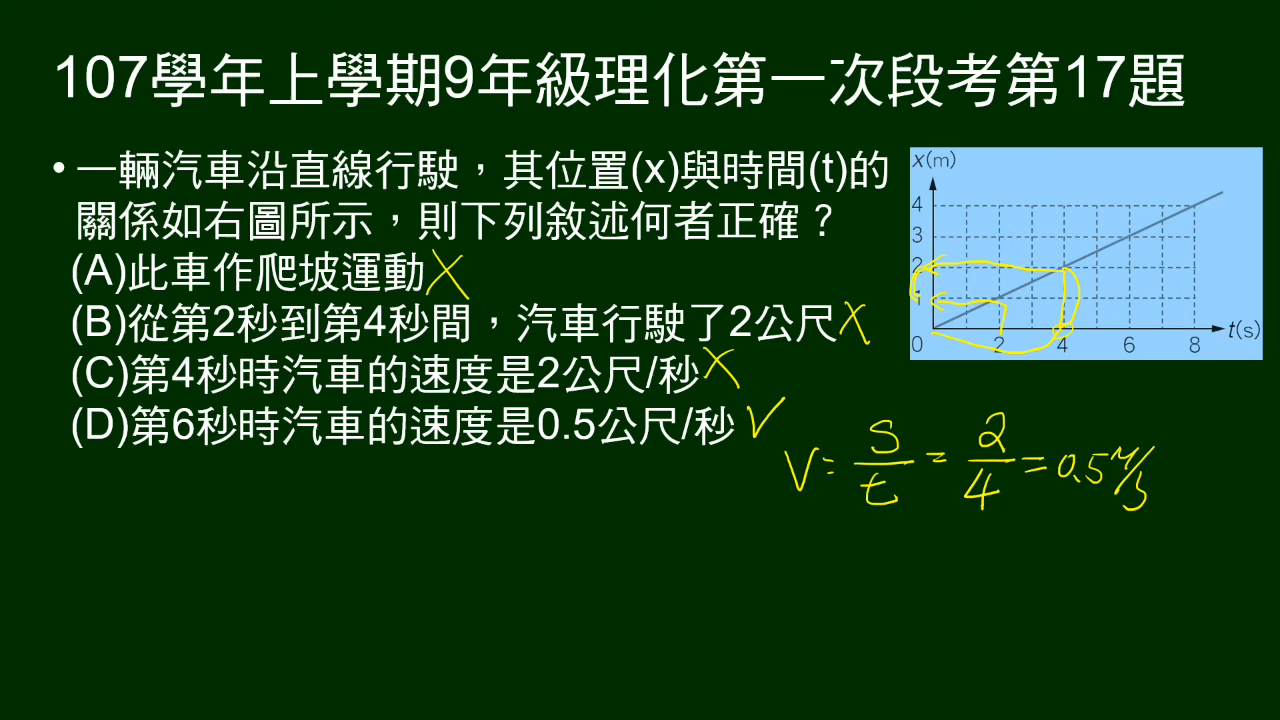 107學年上學期9年級理化第一次段考第17題
• 一輛汽車沿直線行駛，其位置(x)與時間(t)的
關係如右圖所示，則下列敘述何者正確？
(A)此車作爬坡運動X
(B)從第2秒到第4秒間，汽車行駛了2公尺X
(C)第4秒時汽車的速度是2公尺/秒X
(D)第6秒時汽車的速度是0.5公尺/秒V
x(m)
4
3
2
1
0 2 4 6 8
t(s)
V = S/t = 2/4 = 0.5 M/S